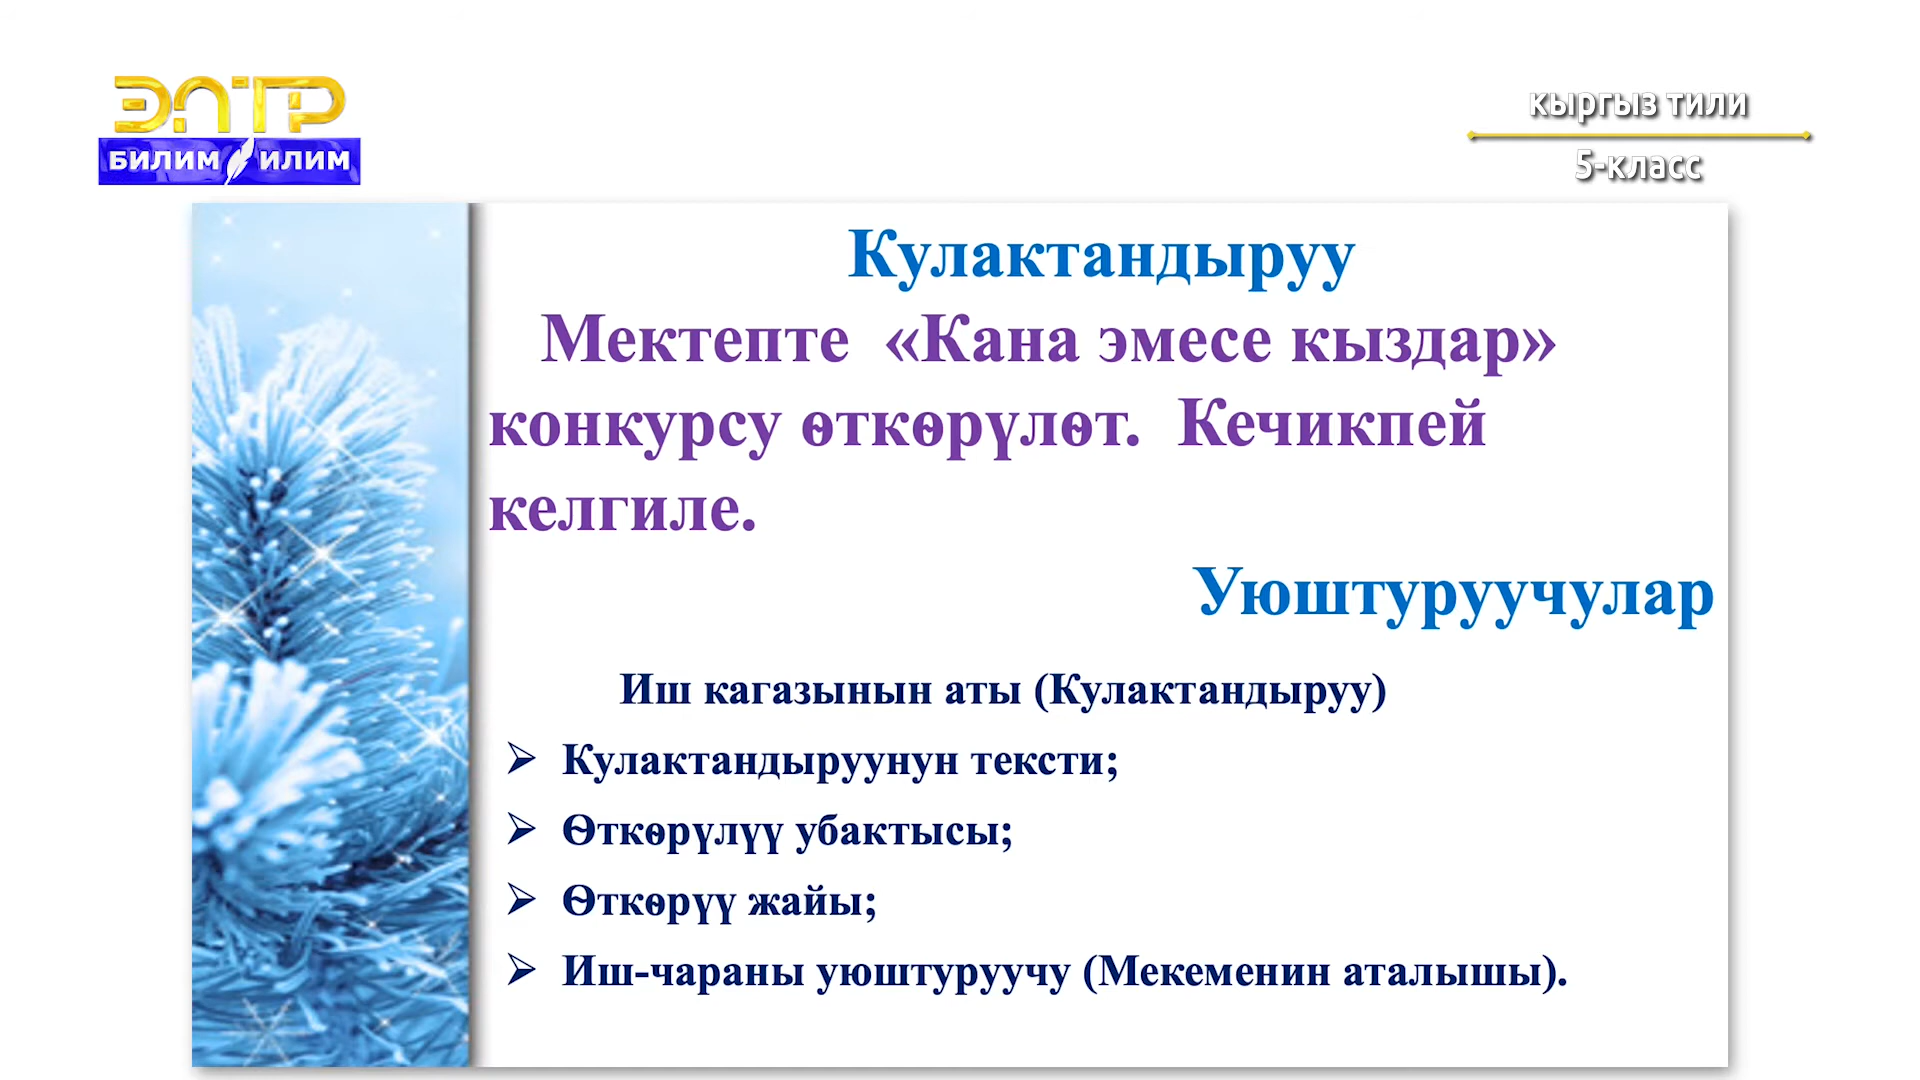 ЭЛТР
БИЛИМ ИЛИМ
кыргыз тили
5-класс
Кулактандыруу
Мектепте «Кана эмесе кыздар»
конкурсу өткөрүлөт. Кечикпей
келгиле.
Уюштуруучулар
Иш кагазынын аты (Кулактандыруу)
➢ Кулактандыруунун тексти;
➢ Өткөрүлүү убактысы;
➢ Өткөрүү жайы;
➢ Иш-чараны уюштуруучу (Мекеменин аталышы).